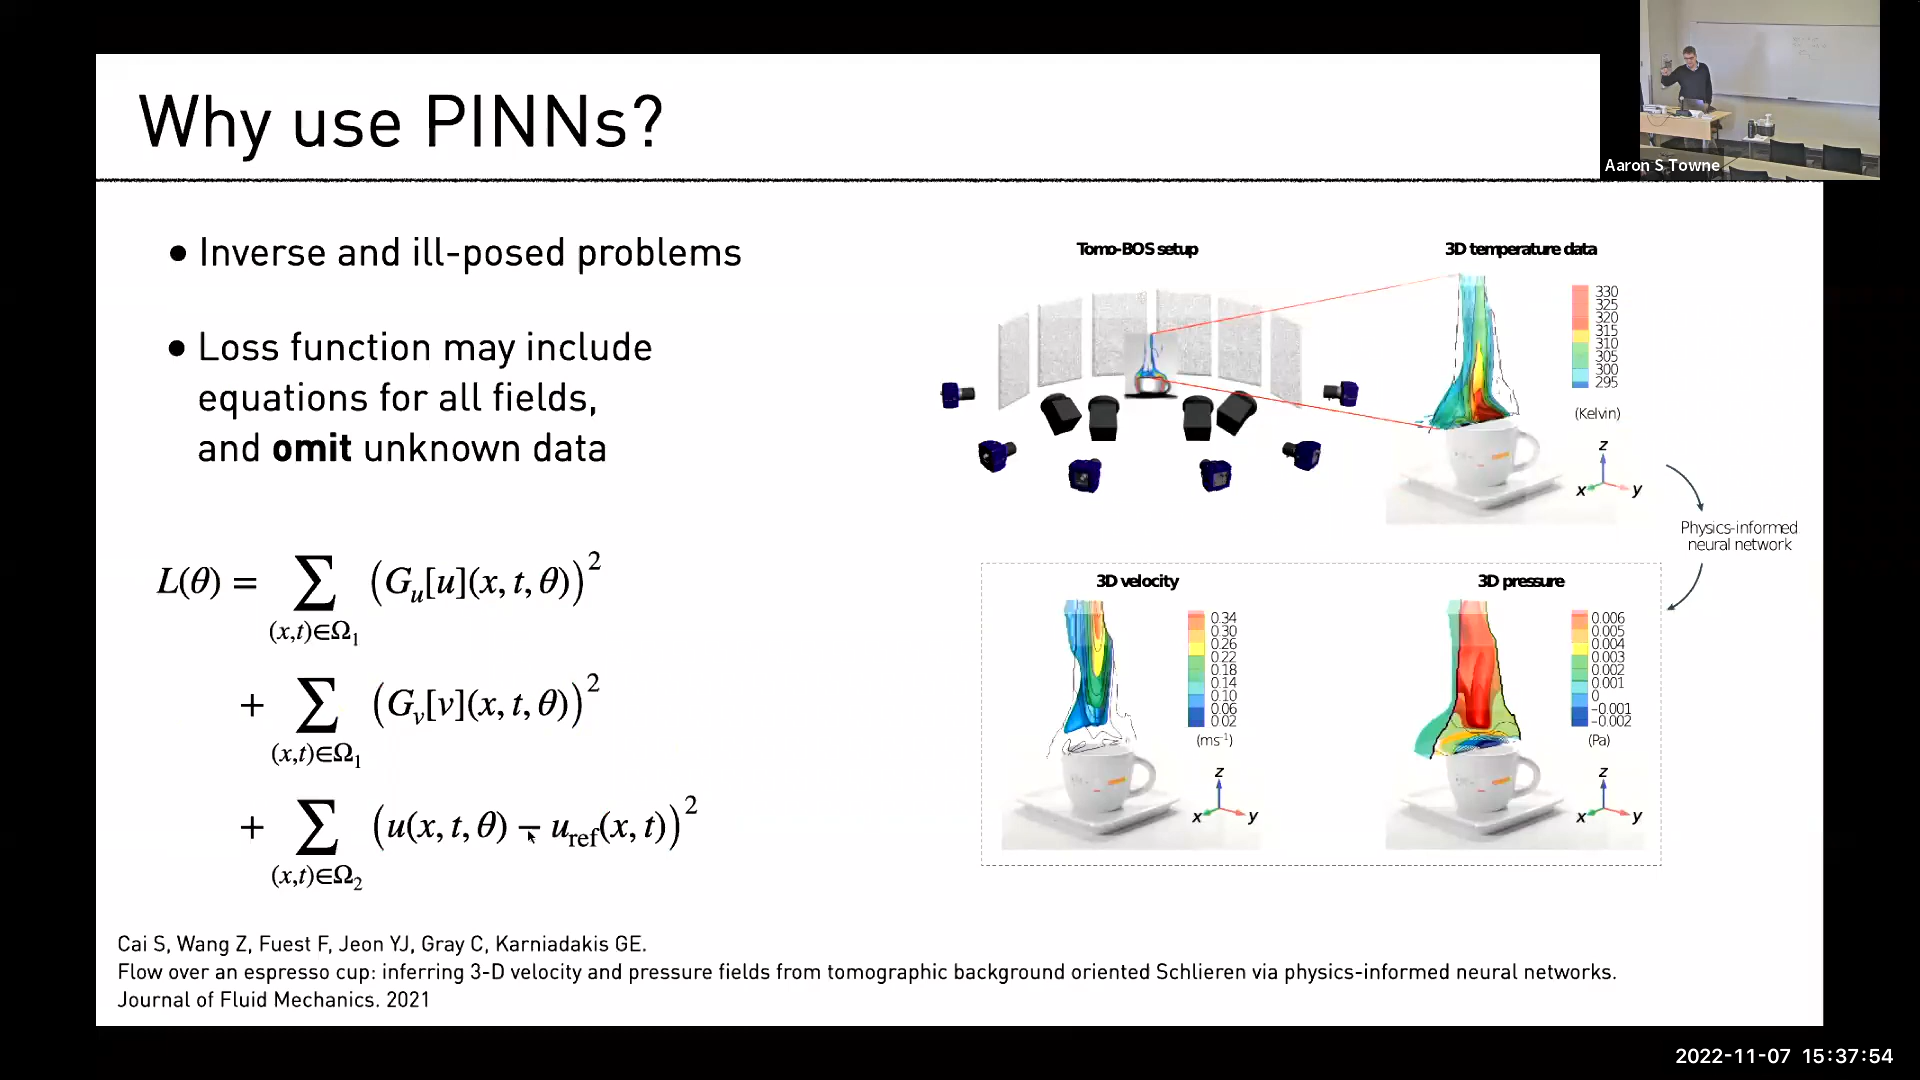 Why use PINNs?
Aaron S Towne
• Inverse and ill-posed problems
• Loss function may include
equations for all fields,
and omit unknown data
L(θ) = ∑ (G_u[u](x, t, θ))^2
(x,t)∈Ω_1
+ ∑ (G_v[v](x, t, θ))^2
(x,t)∈Ω_1
+ ∑ (u(x, t, θ) − u_ref(x, t))^2
(x,t)∈Ω_2
Tomo-BOS setup
3D temperature data
330
325
320
315
310
305
300
295
(Kelvin)
z
x
y
Physics-informed
neural network
3D velocity
0.34
0.30
0.26
0.22
0.18
0.14
0.10
0.06
0.02
(ms⁻¹)
z
x
y
3D pressure
0.006
0.005
0.004
0.003
0.002
0.001
0
−0.001
−0.002
(Pa)
z
x
y
Cai S, Wang Z, Fuest F, Jeon YJ, Gray C, Karniadakis GE.
Flow over an espresso cup: inferring 3-D velocity and pressure fields from tomographic background oriented Schlieren via physics-informed neural networks.
Journal of Fluid Mechanics. 2021
2022-11-07 15:37:54